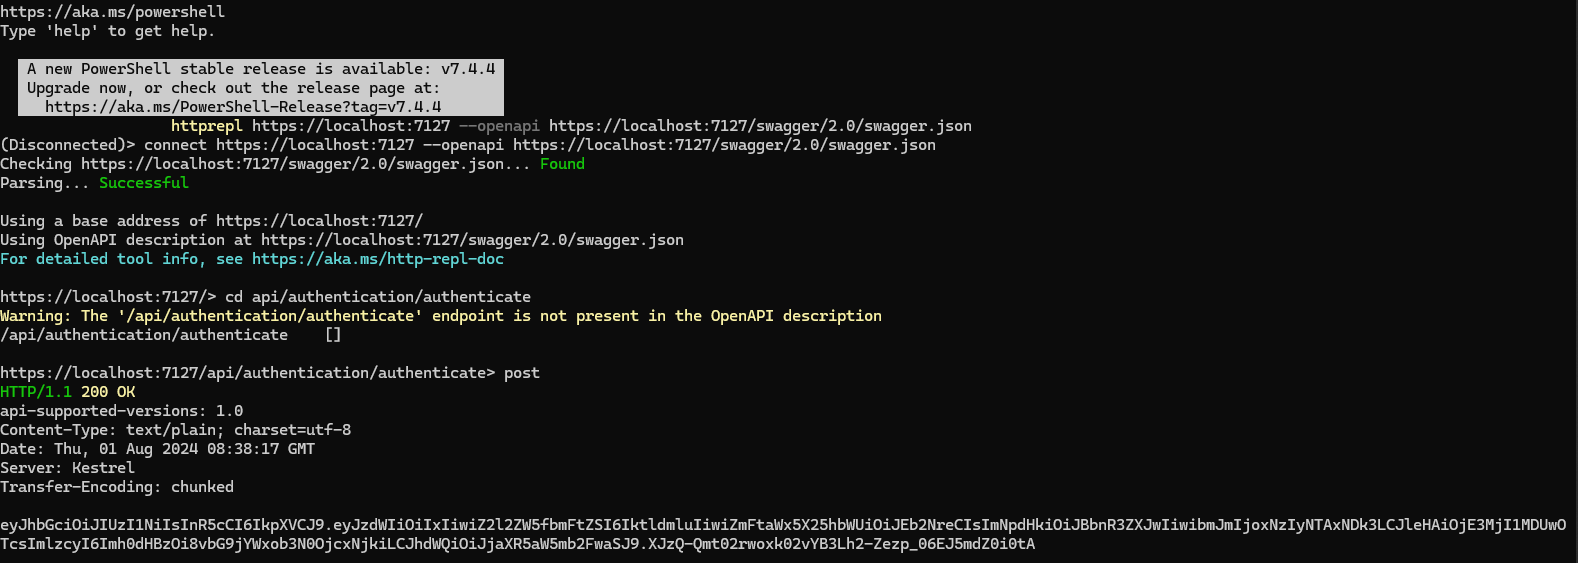 https://aka.ms/powershell
Type 'help' to get help.
A new PowerShell stable release is available: v7.4.4
Upgrade now, or check out the release page at:
https://aka.ms/PowerShell-Release?tag=v7.4.4
httprepl https://localhost:7127 --openapi https://localhost:7127/swagger/2.0/swagger.json
(Disconnected)> connect https://localhost:7127 --openapi https://localhost:7127/swagger/2.0/swagger.json
Checking https://localhost:7127/swagger/2.0/swagger.json... Found
Parsing... Successful
Using a base address of https://localhost:7127/
Using OpenAPI description at https://localhost:7127/swagger/2.0/swagger.json
For detailed tool info, see https://aka.ms/http-repl-doc
https://localhost:7127/> cd api/authentication/authenticate
Warning: The '/api/authentication/authenticate' endpoint is not present in the OpenAPI description
/api/authentication/authenticate    []
https://localhost:7127/api/authentication/authenticate> post
HTTP/1.1 200 OK
api-supported-versions: 1.0
Content-Type: text/plain; charset=utf-8
Date: Thu, 01 Aug 2024 08:38:17 GMT
Server: Kestrel
Transfer-Encoding: chunked
eyJhbGciOiJIUzI1NiIsInR5cCI6IkpXVCJ9.eyJzdWIiOiIxIiwiZ2l2ZW5fbmFtZSI6IktldmluIiwiZmFtaWx5X25hbWUiOiJEb2NreCIsImNpdHkiOiJBbnR3ZXJwIiwibmJmIjoxNzIyNTAxNDk3LCJleHAiOjE3MjI1MDUwO
TcsImlzcyI6Imh0dHBzOi8vbG9jYWxob3N0OjcxNjkiLCJhdWQiOiJjaXR5aW5mb2FwaSJ9.XJzQ-Qmt02rwoxk02vYB3Lh2-Zezp_06EJ5mdZ0i0tA